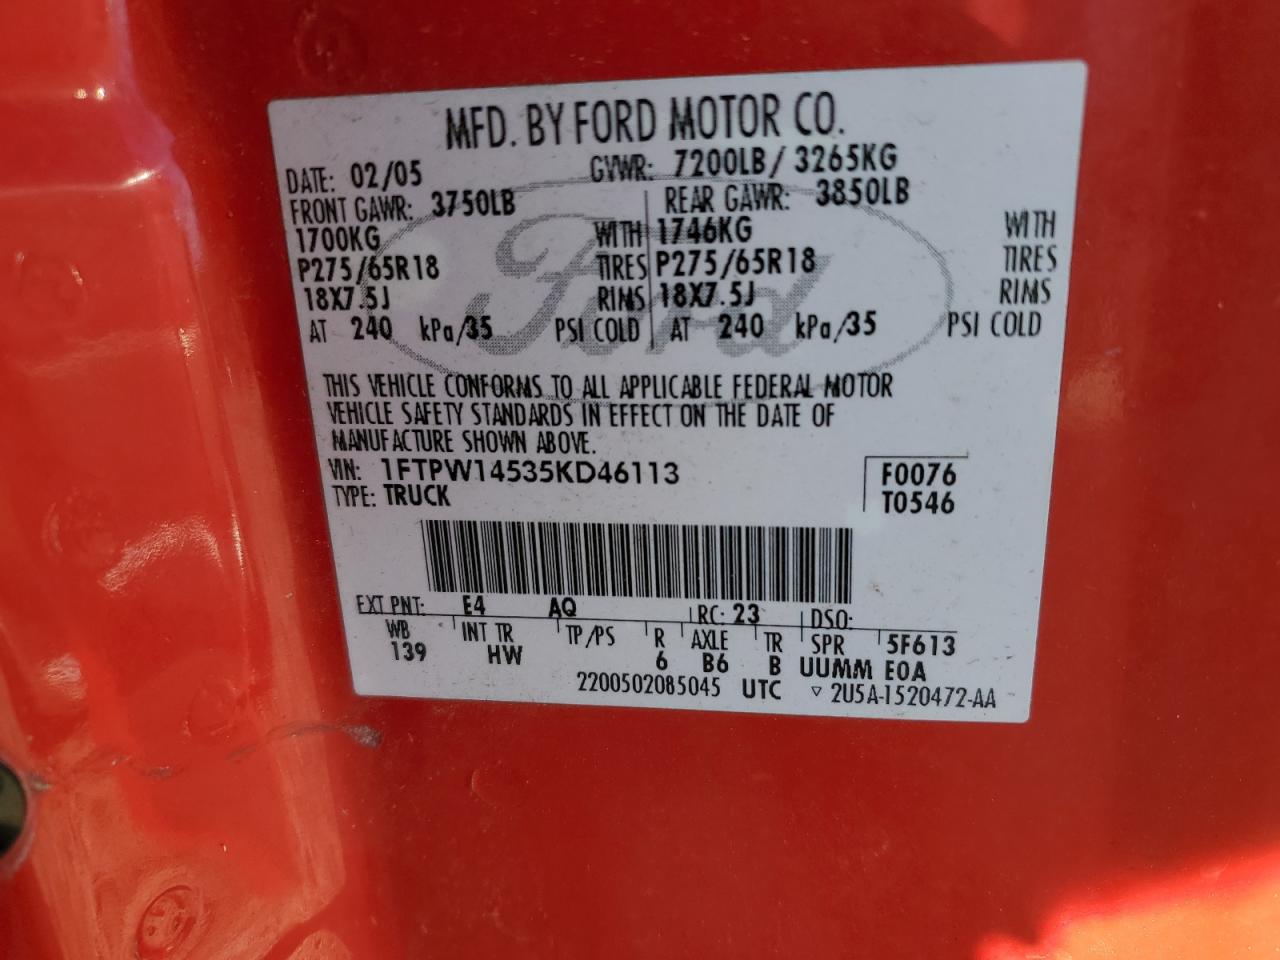 MFD. BY FORD MOTOR CO.
DATE: 02/05 GVWR: 7200LB/ 3265KG
FRONT GAWR: 3750LB REAR GAWR: 3850LB
1700KG WITH 1746KG WITH
P275/65R18 TIRES P275/65R18 TIRES
18X7.5J RIMS 18X7.5J RIMS
AT 240 kPa/35 PSI COLD AT 240 kPa/35 PSI COLD
Ford
THIS VEHICLE CONFORMS TO ALL APPLICABLE FEDERAL MOTOR
VEHICLE SAFETY STANDARDS IN EFFECT ON THE DATE OF
MANUFACTURE SHOWN ABOVE.
VIN: 1FTPW14535KD46113 F0076
TYPE: TRUCK T0546
EXT PNT: E4 AQ RC: 23 DSO:
WB INT TR TP/PS R AXLE TR SPR 5F613
139 HW 6 B6 B UUMM E0A
2200502085045 UTC ▽ 2U5A-1520472-AA